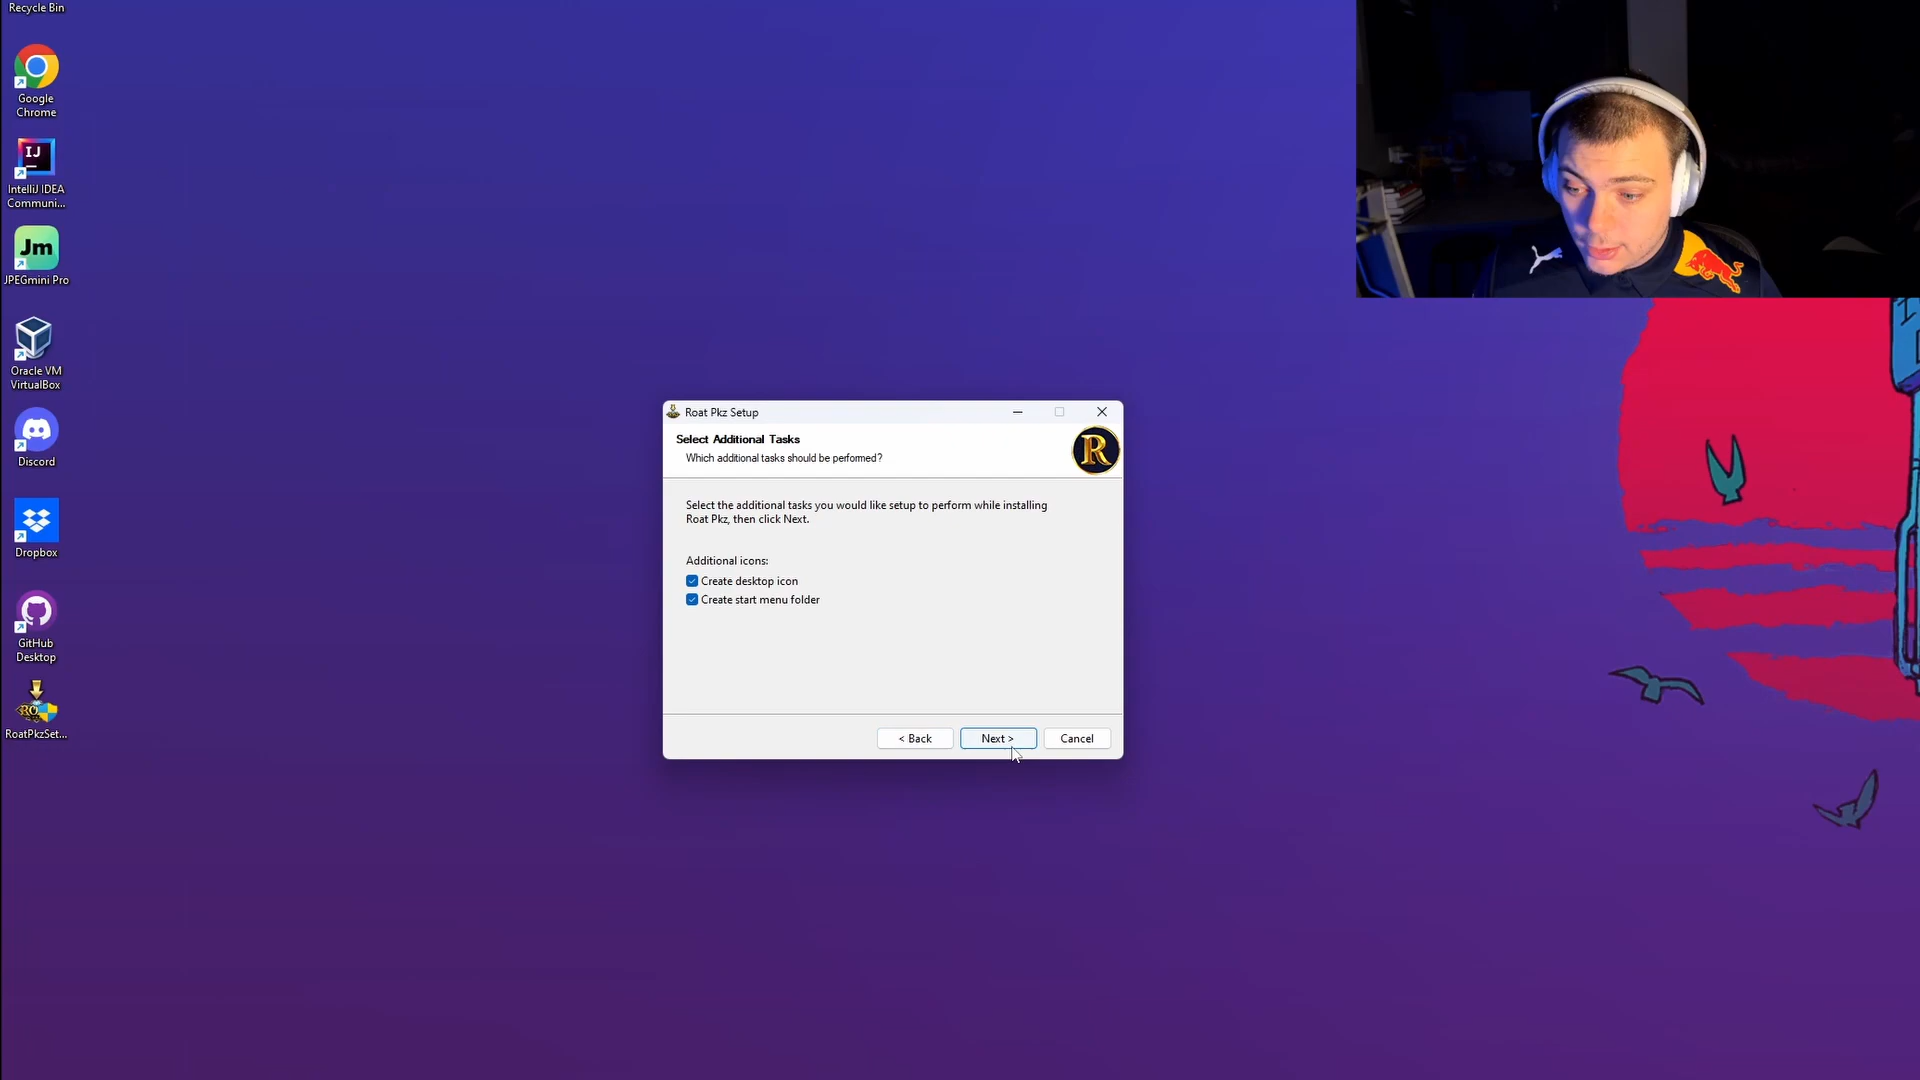 Recycle Bin
Google
Chrome
IJ
IntelliJ IDEA
Communi...
Jm
JPEGmini Pro
Oracle VM
VirtualBox
Discord
Dropbox
GitHub
Desktop
RO
RoatPkzSet...
Roat Pkz Setup
Select Additional Tasks
Which additional tasks should be performed?
R
Select the additional tasks you would like setup to perform while installing
Roat Pkz, then click Next.
Additional icons:
Create desktop icon
Create start menu folder
< Back
Next >
Cancel